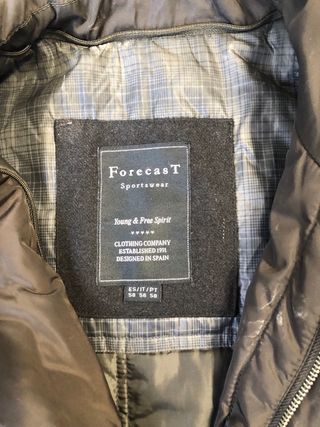 ForecasT
Sportswear
Young & Free Spirit
♥♥♥♥♥
CLOTHING COMPANY
ESTABLISHED 1991
DESIGNED IN SPAIN
ES/IT/PT
58 58 58